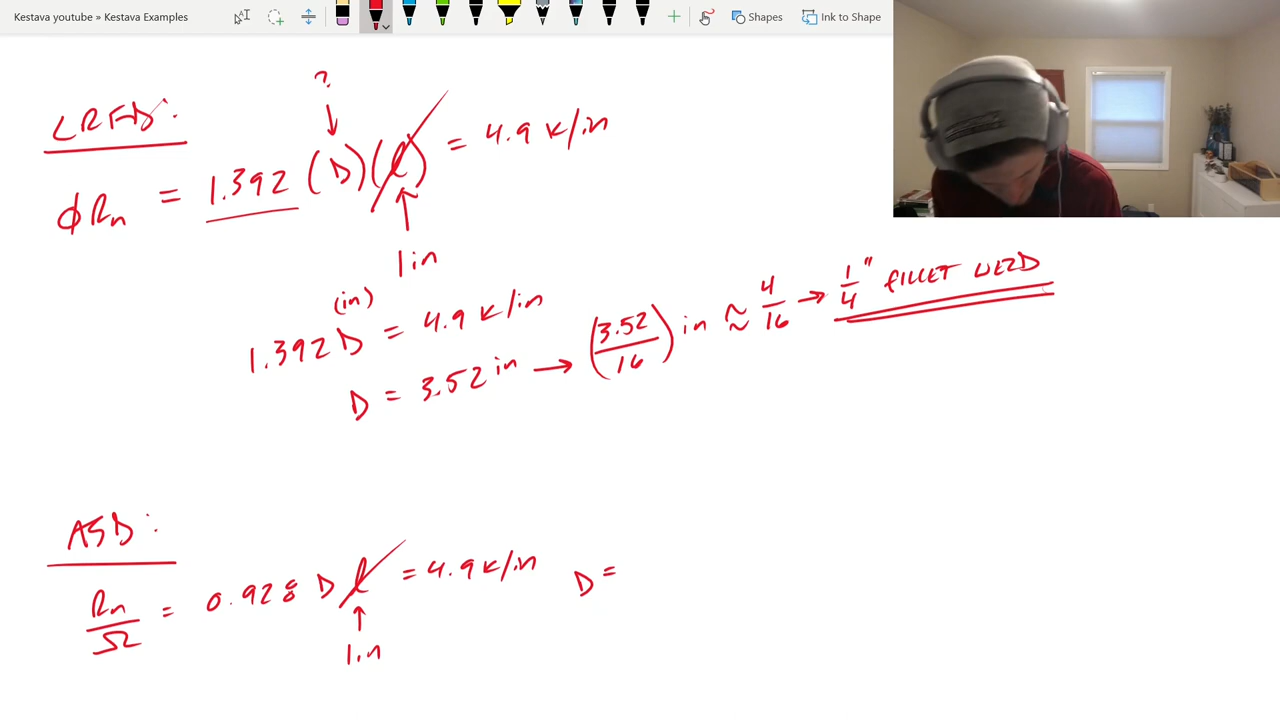 Kestava youtube » Kestava Examples
Shapes
Ink to Shape
?
LRFD:
ϕRn = 1.392 (D)(l) = 4.9 k/in
1 in
(in)
1.392 D = 4.9 k/in
D = 3.52 in → (3.52/16) in ≈ 4/16 → 1/4" FILLET WELD
ASD:
Rn/Ω = 0.928 D l = 4.9 k/in D =
1 in